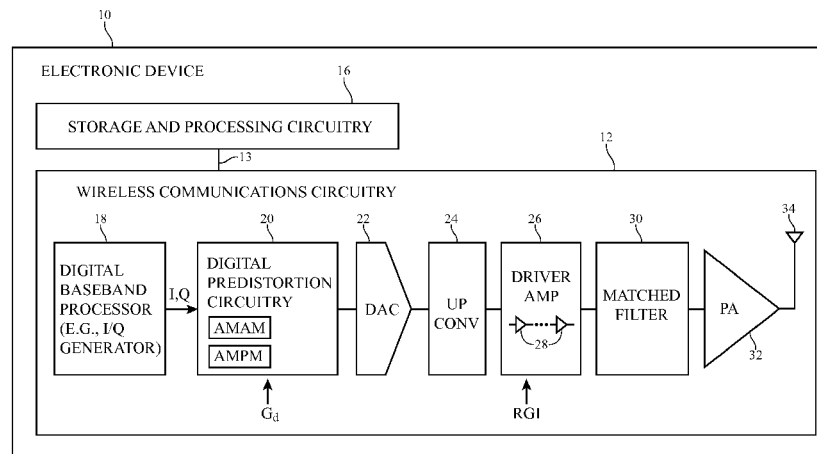 10
ELECTRONIC DEVICE
16
STORAGE AND PROCESSING CIRCUITRY
13
12
WIRELESS COMMUNICATIONS CIRCUITRY
18
DIGITAL
BASEBAND
PROCESSOR
(E.G., I/Q
GENERATOR)
I,Q
20
DIGITAL
PREDISTORTION
CIRCUITRY
AMAM
AMPM
Gd
22
DAC
24
UP
CONV
26
DRIVER
AMP
28
RGI
30
MATCHED
FILTER
PA
32
34